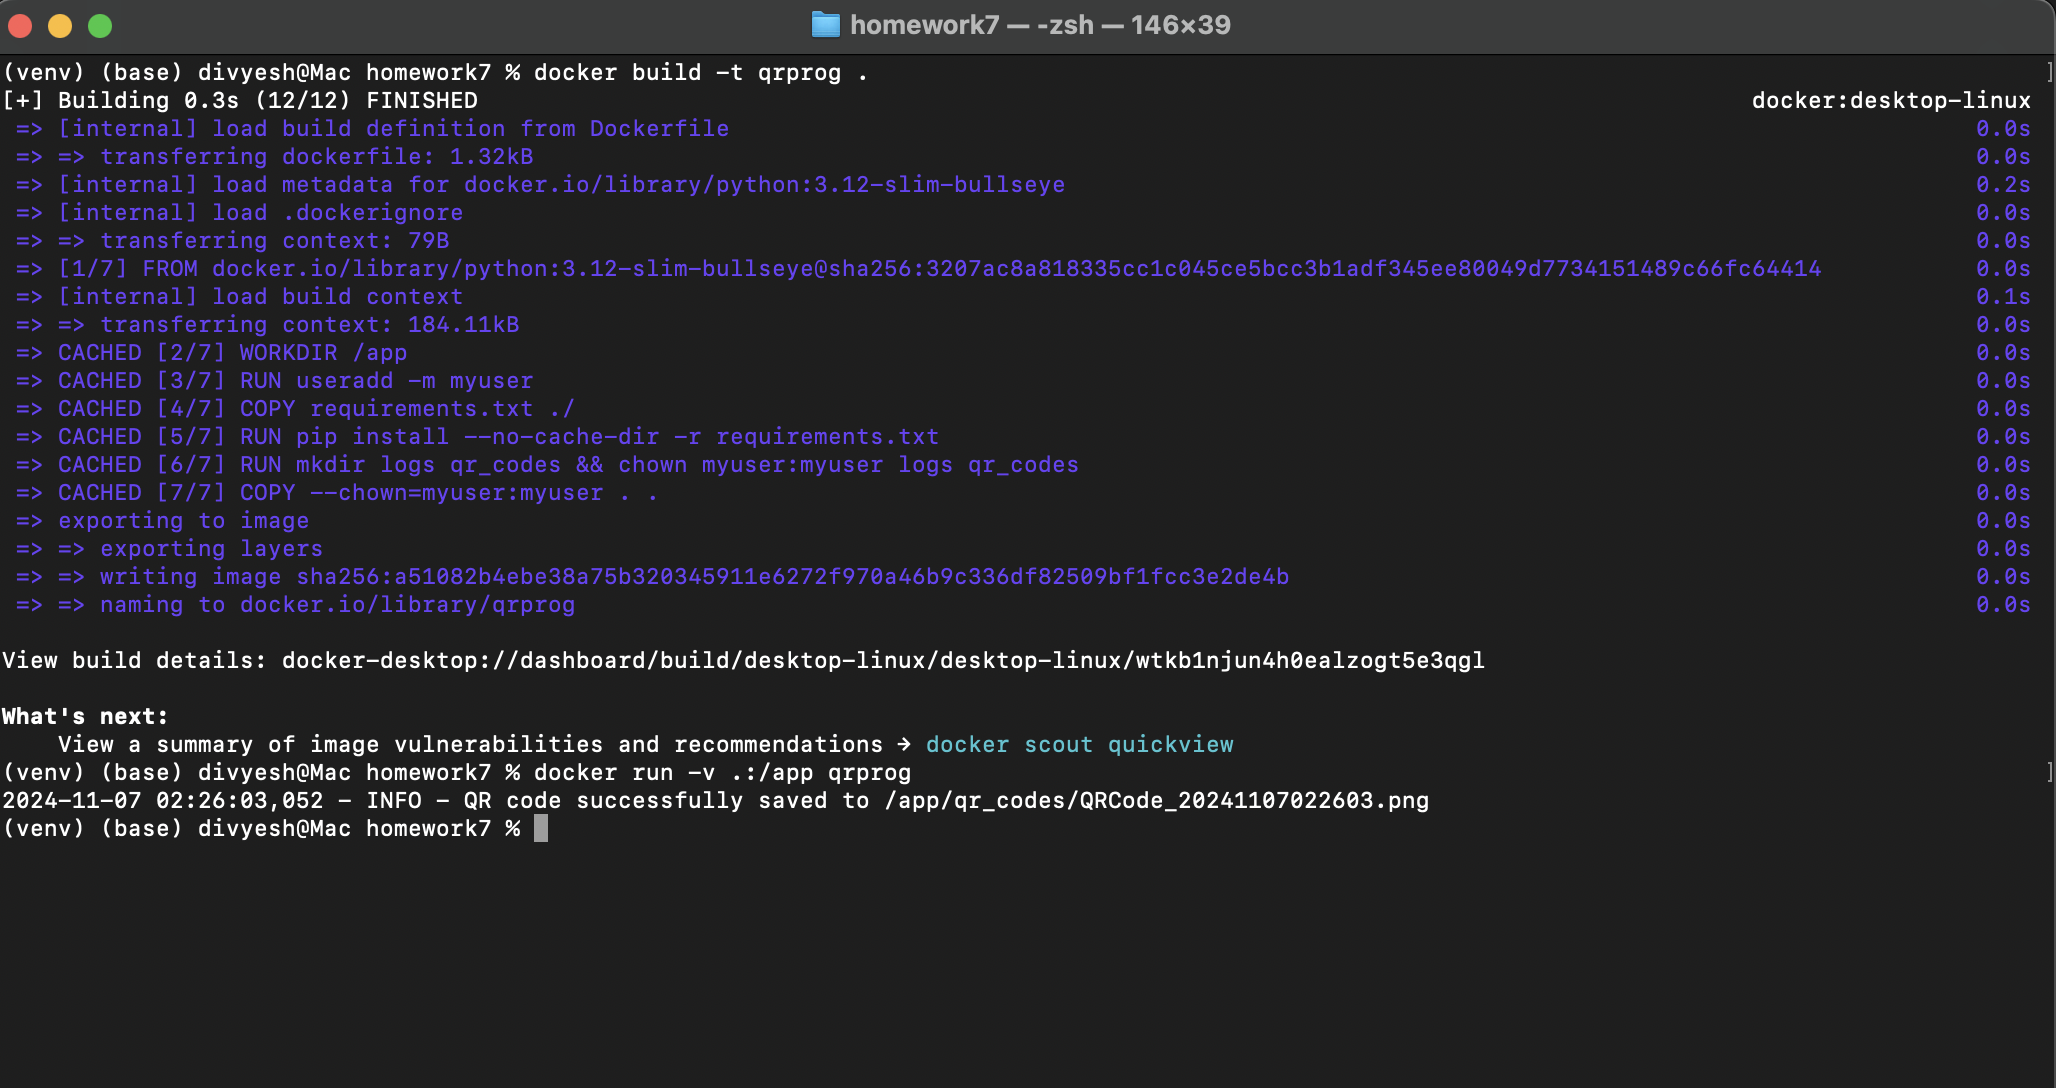 homework7 — -zsh — 146×39
(venv) (base) divyesh@Mac homework7 % docker build -t qrprog .
[+] Building 0.3s (12/12) FINISHED docker:desktop-linux
=> [internal] load build definition from Dockerfile 0.0s
=> => transferring dockerfile: 1.32kB 0.0s
=> [internal] load metadata for docker.io/library/python:3.12-slim-bullseye 0.2s
=> [internal] load .dockerignore 0.0s
=> => transferring context: 79B 0.0s
=> [1/7] FROM docker.io/library/python:3.12-slim-bullseye@sha256:3207ac8a818335cc1c045ce5bcc3b1adf345ee80049d7734151489c66fc64414 0.0s
=> [internal] load build context 0.1s
=> => transferring context: 184.11kB 0.0s
=> CACHED [2/7] WORKDIR /app 0.0s
=> CACHED [3/7] RUN useradd -m myuser 0.0s
=> CACHED [4/7] COPY requirements.txt ./ 0.0s
=> CACHED [5/7] RUN pip install --no-cache-dir -r requirements.txt 0.0s
=> CACHED [6/7] RUN mkdir logs qr_codes && chown myuser:myuser logs qr_codes 0.0s
=> CACHED [7/7] COPY --chown=myuser:myuser . . 0.0s
=> exporting to image 0.0s
=> => exporting layers 0.0s
=> => writing image sha256:a51082b4ebe38a75b320345911e6272f970a46b9c336df82509bf1fcc3e2de4b 0.0s
=> => naming to docker.io/library/qrprog 0.0s
View build details: docker-desktop://dashboard/build/desktop-linux/desktop-linux/wtkb1njun4h0ealzogt5e3qgl
What's next:
View a summary of image vulnerabilities and recommendations → docker scout quickview
(venv) (base) divyesh@Mac homework7 % docker run -v .:/app qrprog
2024-11-07 02:26:03,052 - INFO - QR code successfully saved to /app/qr_codes/QRCode_20241107022603.png
(venv) (base) divyesh@Mac homework7 %